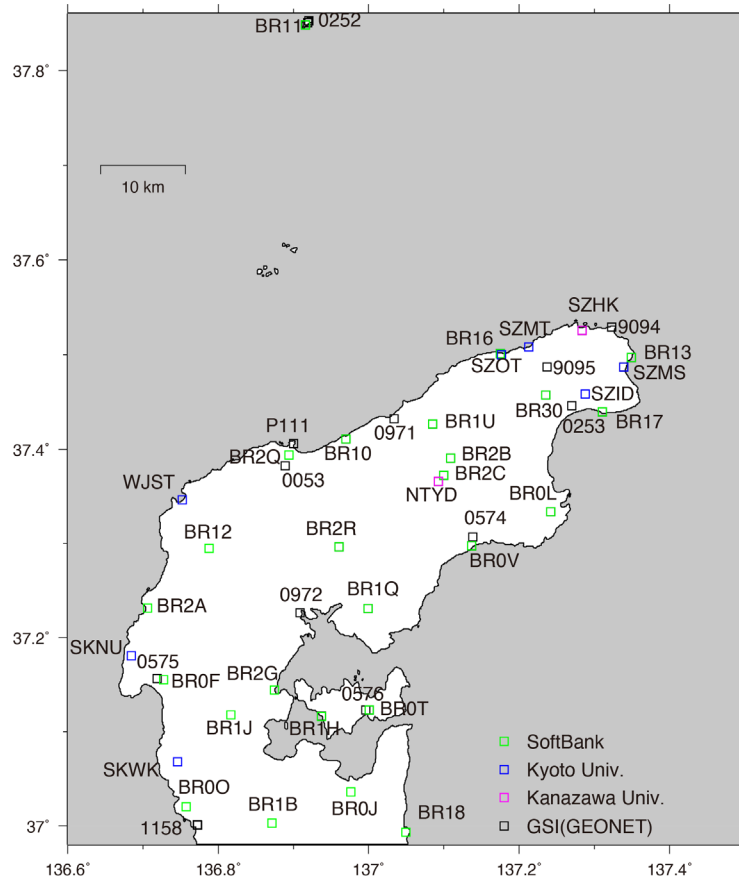 BR11 0252
37.8˚
10 km
37.6˚
SZHK
SZMT 9094
BR16 BR13
SZOT 9095 SZMS
SZID
BR30
0253 BR17
P111 0971 BR1U
37.4˚
BR2Q BR10 BR2B
0053 BR2C
WJST NTYD BR0L
BR12 BR2R 0574
BR0V
0972 BR1Q
BR2A
37.2˚
SKNU
0575 BR0F BR2G
0576 BR0T
BR1J BR1H
SoftBank
SKWK Kyoto Univ.
BR0O Kanazawa Univ.
BR1B BR0J BR18
1158 GSI(GEONET)
37˚
136.6˚ 136.8˚ 137˚ 137.2˚ 137.4˚